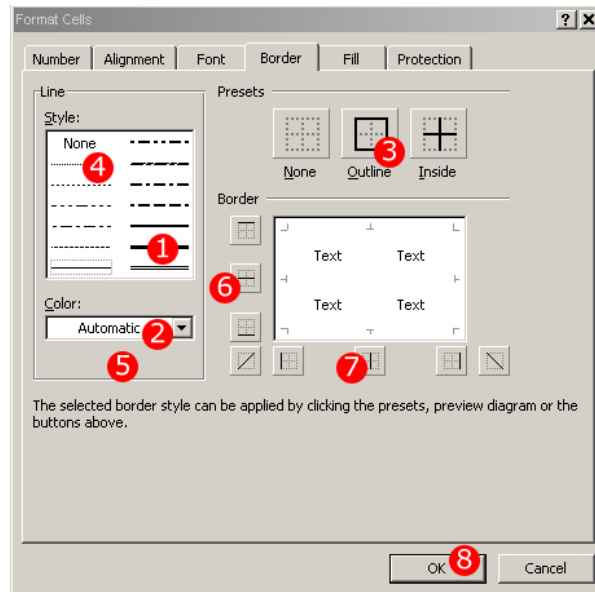 Format Cells
Number Alignment Font Border Fill Protection
Line
Presets
Style:
None
4
1
3
None Outline Inside
Border
Text Text
6
Text Text
Color:
Automatic 2
5
7
The selected border style can be applied by clicking the presets, preview diagram or the
buttons above.
OK 8 Cancel